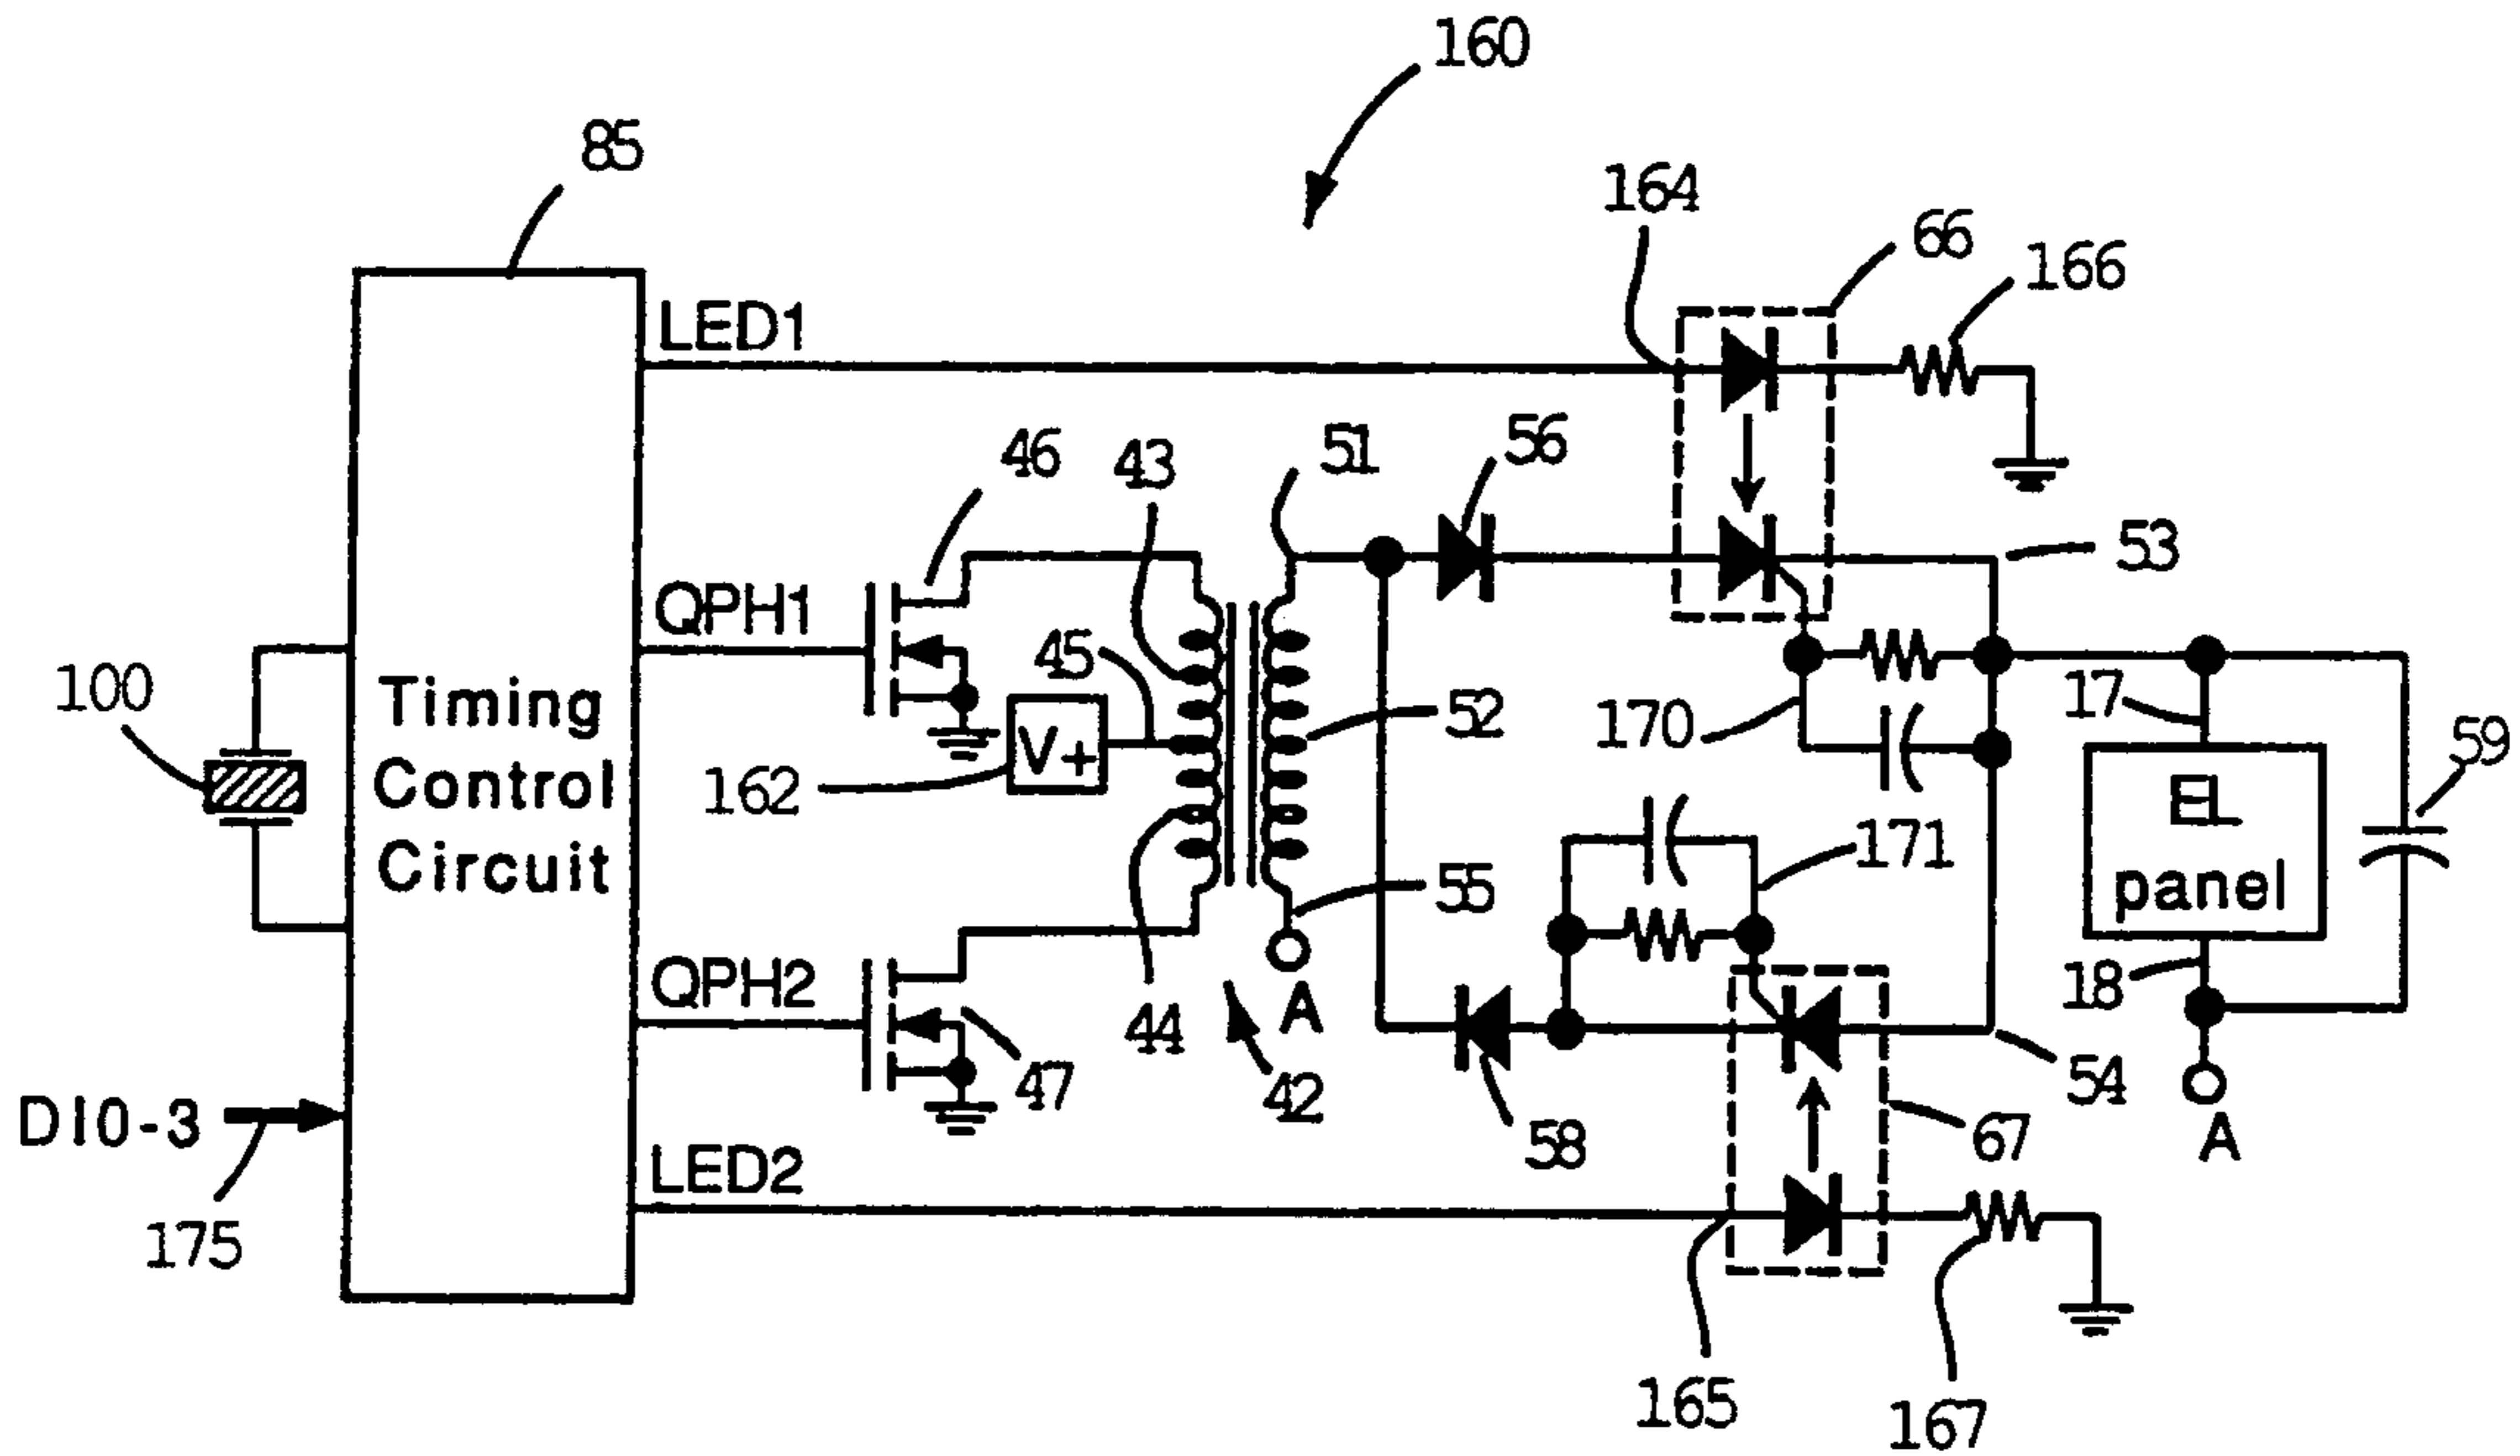 160
85
164
66
166
LED1
46
43
51
56
53
QPH1
45
100
Timing
Control
Circuit
V+
162
52
170
17
59
EL
panel
171
55
18
QPH2
44
A
42
47
58
54
67
A
DIO-3
175
LED2
165
167